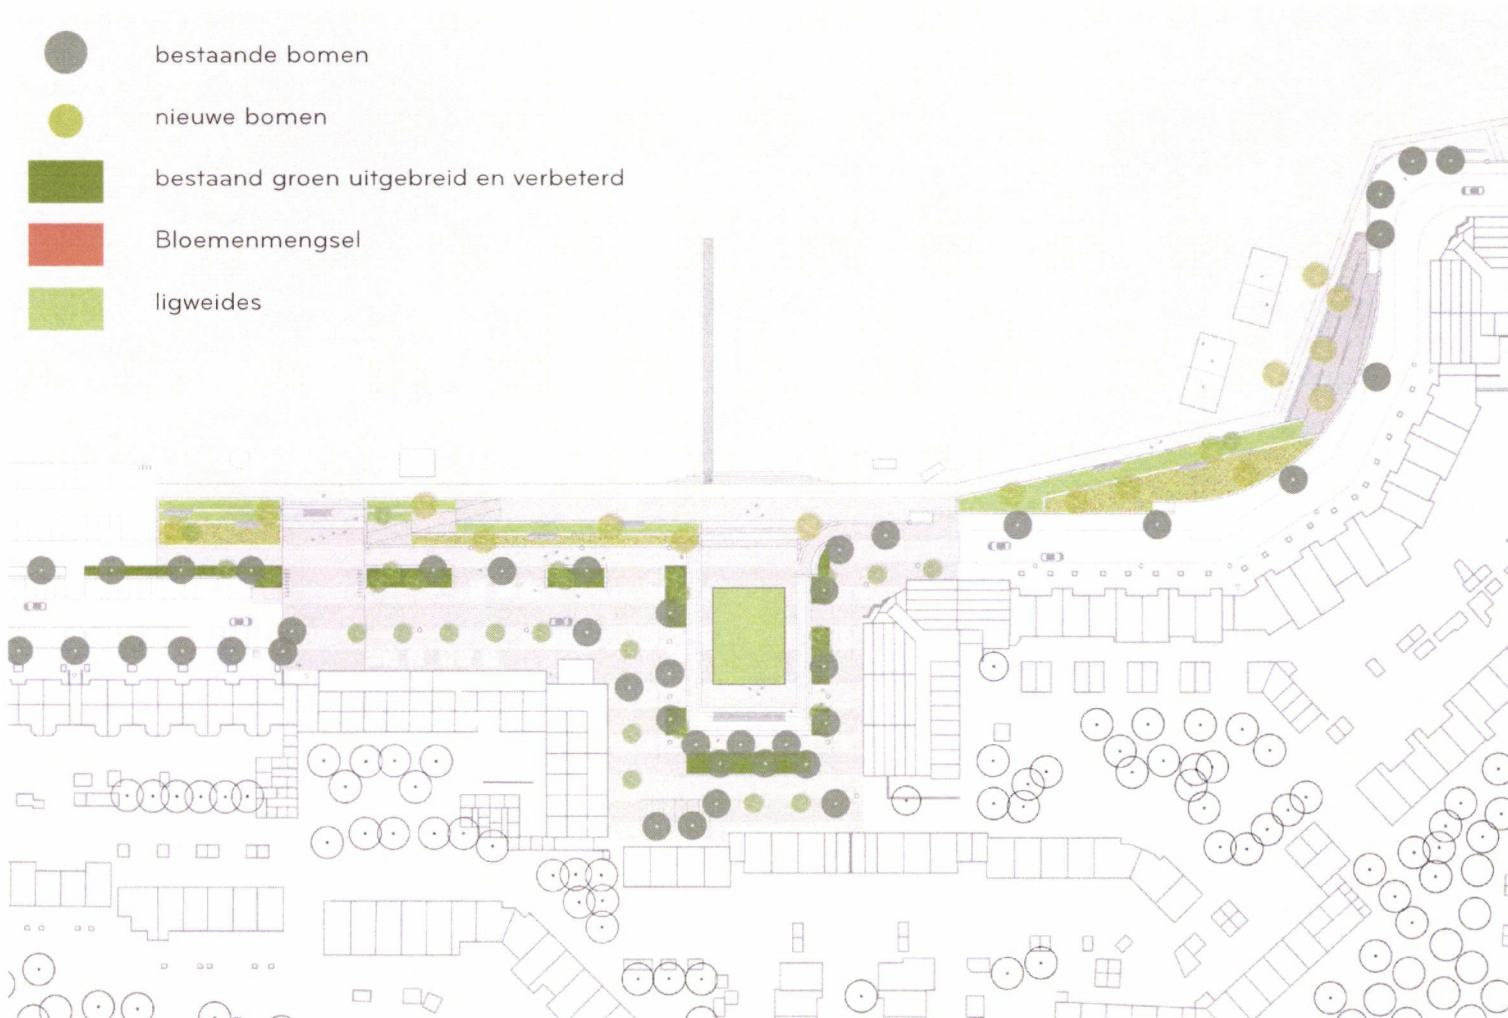 bestaande bomen
nieuwe bomen
bestaand groen uitgebreid en verbeterd
Bloemenmengsel
ligweides